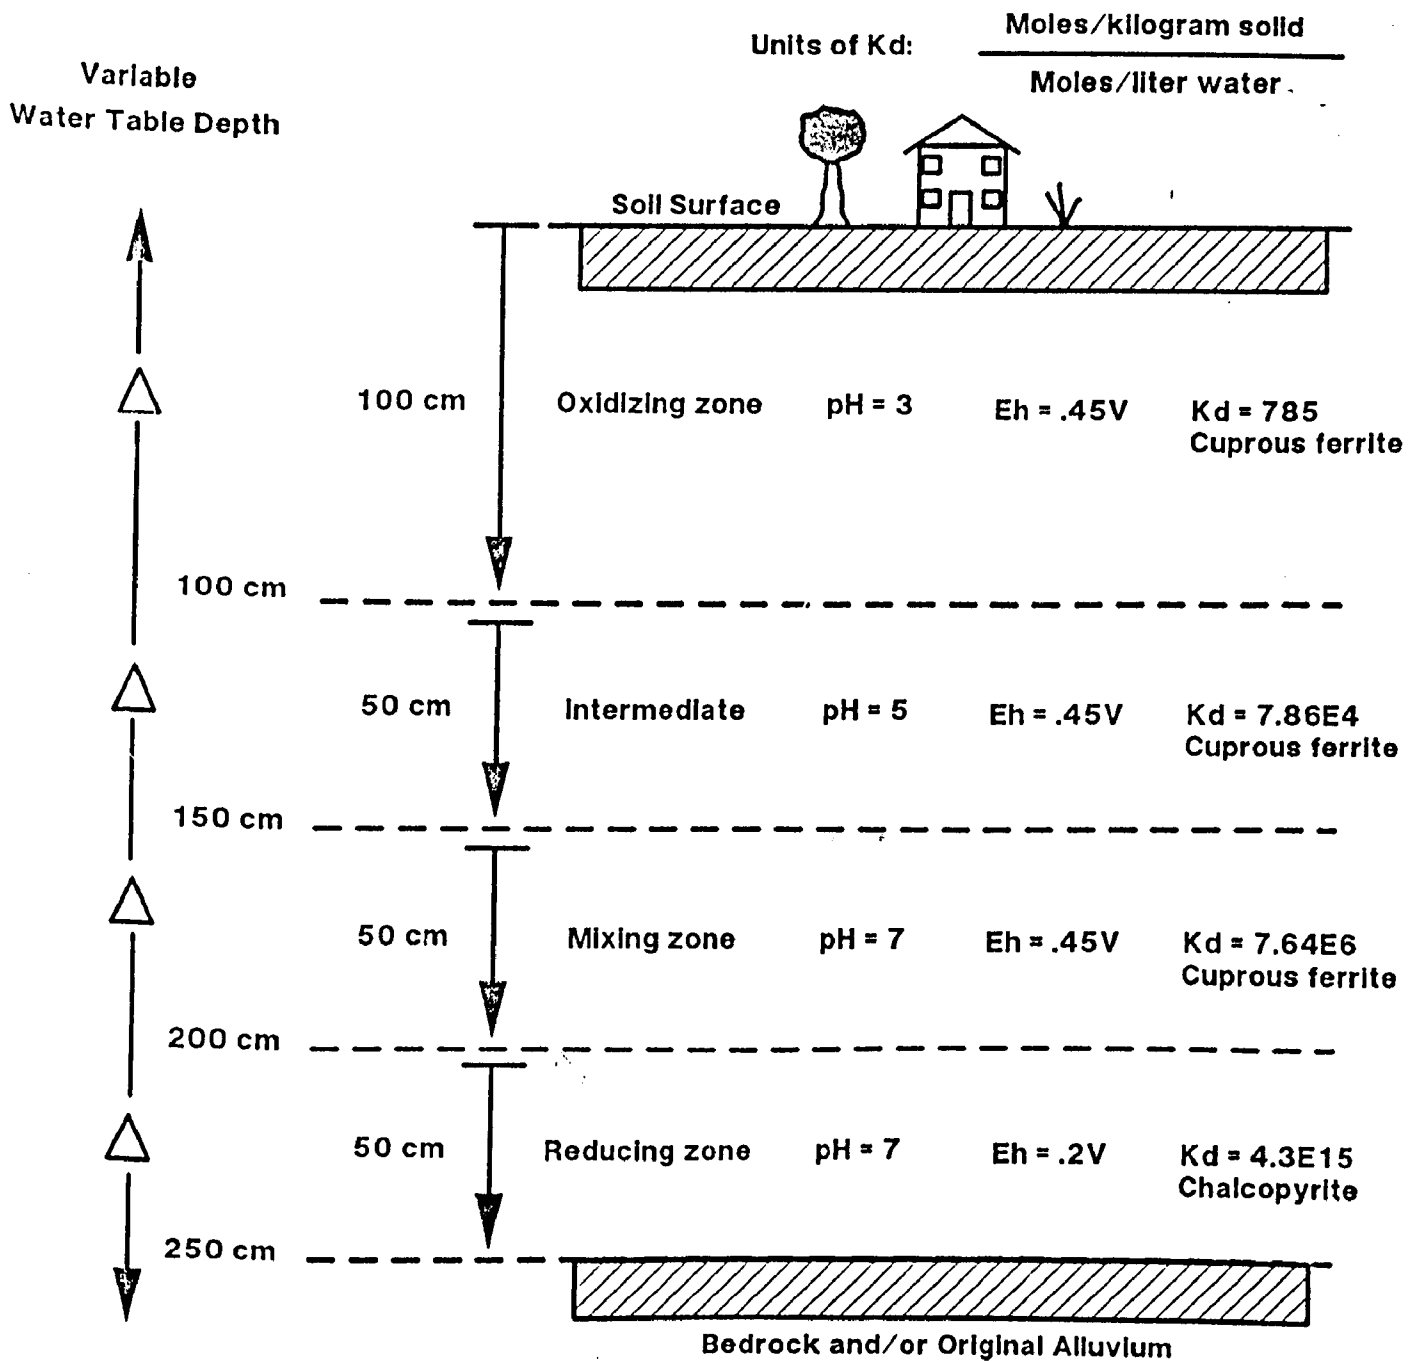 Units of Kd:
Moles/kilogram solid
Moles/liter water
Variable
Water Table Depth
Soil Surface
100 cm
Oxidizing zone
pH = 3
Eh = .45V
Kd = 785
Cuprous ferrite
100 cm
50 cm
Intermediate
pH = 5
Eh = .45V
Kd = 7.86E4
Cuprous ferrite
150 cm
50 cm
Mixing zone
pH = 7
Eh = .45V
Kd = 7.64E6
Cuprous ferrite
200 cm
50 cm
Reducing zone
pH = 7
Eh = .2V
Kd = 4.3E15
Chalcopyrite
250 cm
Bedrock and/or Original Alluvium